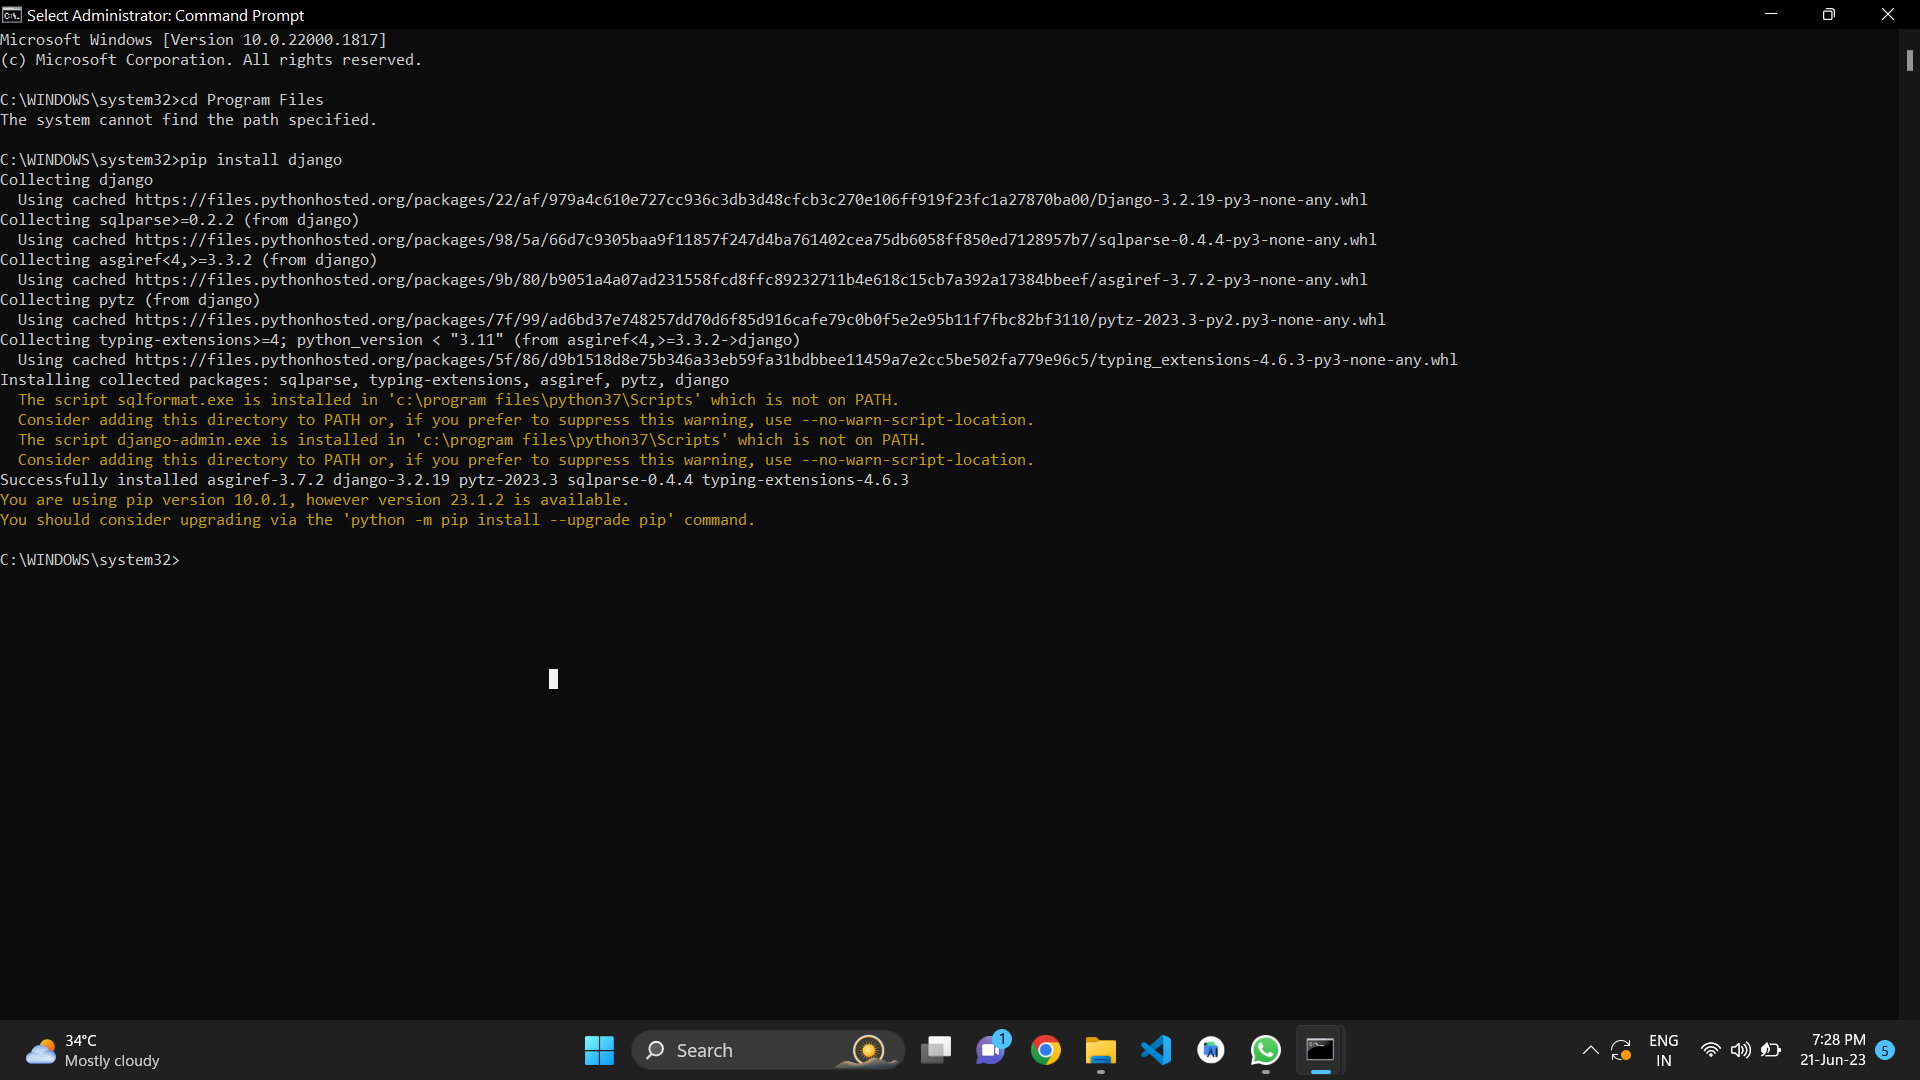 Select Administrator: Command Prompt
Microsoft Windows [Version 10.0.22000.1817]
(c) Microsoft Corporation. All rights reserved.
C:\WINDOWS\system32>cd Program Files
The system cannot find the path specified.
C:\WINDOWS\system32>pip install django
Collecting django
  Using cached https://files.pythonhosted.org/packages/22/af/979a4c610e727cc936c3db3d48cfcb3c270e106ff919f23fc1a27870ba00/Django-3.2.19-py3-none-any.whl
Collecting sqlparse>=0.2.2 (from django)
  Using cached https://files.pythonhosted.org/packages/98/5a/66d7c9305baa9f11857f247d4ba761402cea75db6058ff850ed7128957b7/sqlparse-0.4.4-py3-none-any.whl
Collecting asgiref<4,>=3.3.2 (from django)
  Using cached https://files.pythonhosted.org/packages/9b/80/b9051a4a07ad231558fcd8ffc89232711b4e618c15cb7a392a17384bbeef/asgiref-3.7.2-py3-none-any.whl
Collecting pytz (from django)
  Using cached https://files.pythonhosted.org/packages/7f/99/ad6bd37e748257dd70d6f85d916cafe79c0b0f5e2e95b11f7fbc82bf3110/pytz-2023.3-py2.py3-none-any.whl
Collecting typing-extensions>=4; python_version < "3.11" (from asgiref<4,>=3.3.2->django)
  Using cached https://files.pythonhosted.org/packages/5f/86/d9b1518d8e75b346a33eb59fa31bdbbee11459a7e2cc5be502fa779e96c5/typing_extensions-4.6.3-py3-none-any.whl
Installing collected packages: sqlparse, typing-extensions, asgiref, pytz, django
  The script sqlformat.exe is installed in 'c:\program files\python37\Scripts' which is not on PATH.
  Consider adding this directory to PATH or, if you prefer to suppress this warning, use --no-warn-script-location.
  The script django-admin.exe is installed in 'c:\program files\python37\Scripts' which is not on PATH.
  Consider adding this directory to PATH or, if you prefer to suppress this warning, use --no-warn-script-location.
Successfully installed asgiref-3.7.2 django-3.2.19 pytz-2023.3 sqlparse-0.4.4 typing-extensions-4.6.3
You are using pip version 10.0.1, however version 23.1.2 is available.
You should consider upgrading via the 'python -m pip install --upgrade pip' command.
C:\WINDOWS\system32>
34°C
Mostly cloudy
Search
1
ENG
IN
7:28 PM
21-Jun-23
5